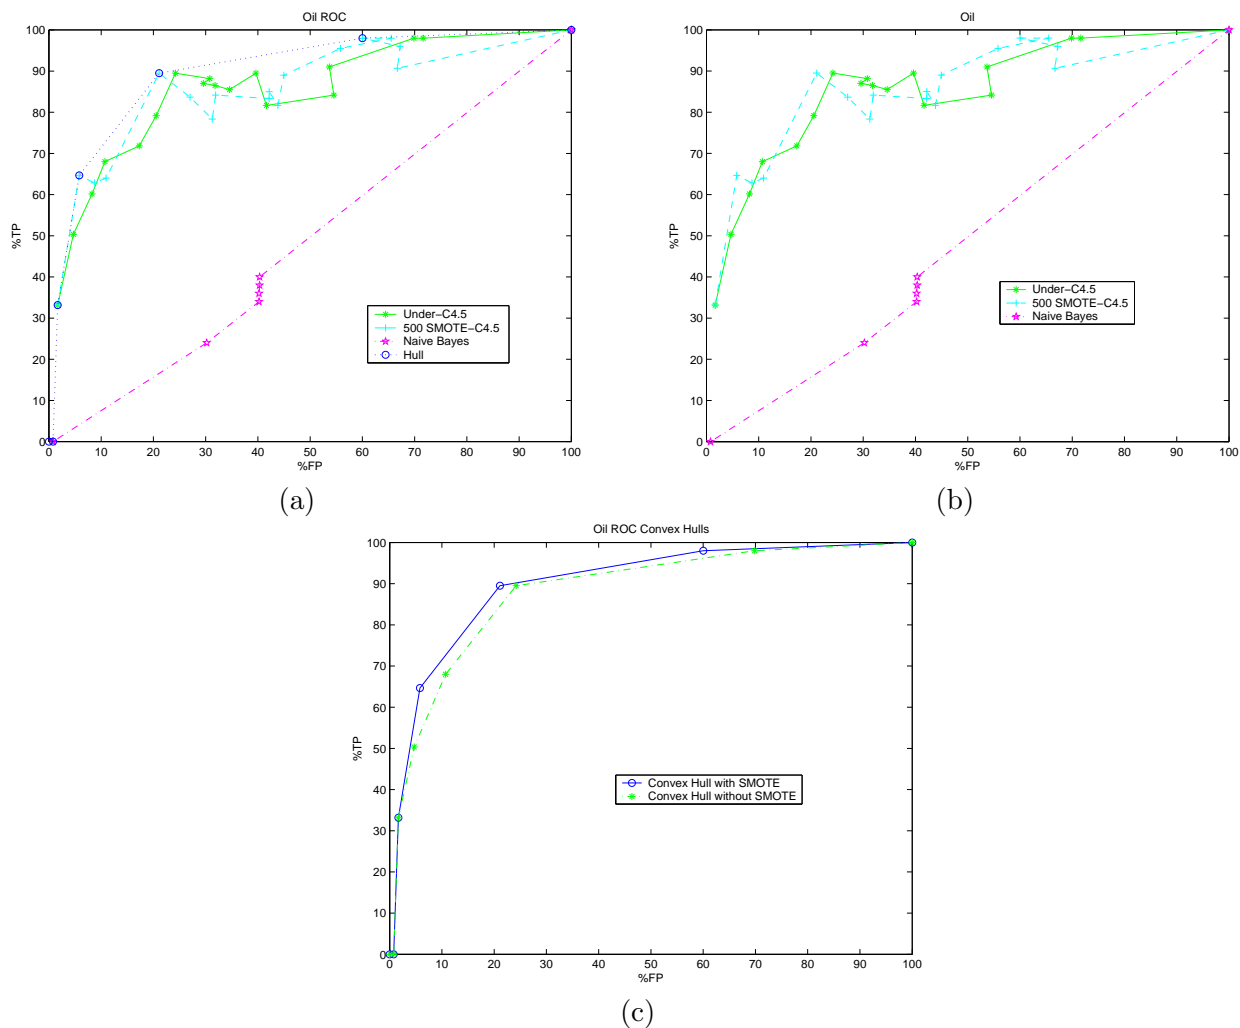 Oil ROC
100
90
80
70
60
50
40
30
20
10
0
%TP
0 10 20 30 40 50 60 70 80 90 100
%FP
Under−C4.5
500 SMOTE−C4.5
Naive Bayes
Hull
(a)
Oil
100
90
80
70
60
50
40
30
20
10
0
%TP
0 10 20 30 40 50 60 70 80 90 100
%FP
Under−C4.5
500 SMOTE−C4.5
Naive Bayes
(b)
Oil ROC Convex Hulls
100
90
80
70
60
50
40
30
20
10
0
%TP
0 10 20 30 40 50 60 70 80 90 100
%FP
Convex Hull with SMOTE
Convex Hull without SMOTE
(c)